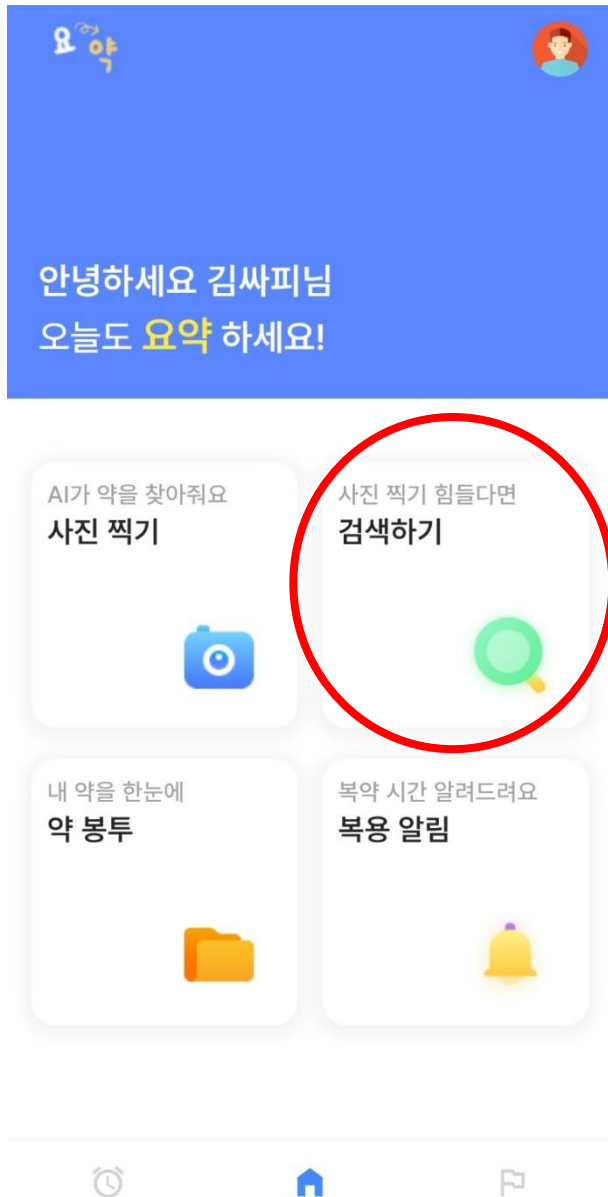 요약
안녕하세요 김싸피님
오늘도 요약 하세요!
AI가 약을 찾아줘요
사진 찍기
사진 찍기 힘들다면
검색하기
내 약을 한눈에
약 봉투
복약 시간 알려드려요
복용 알림